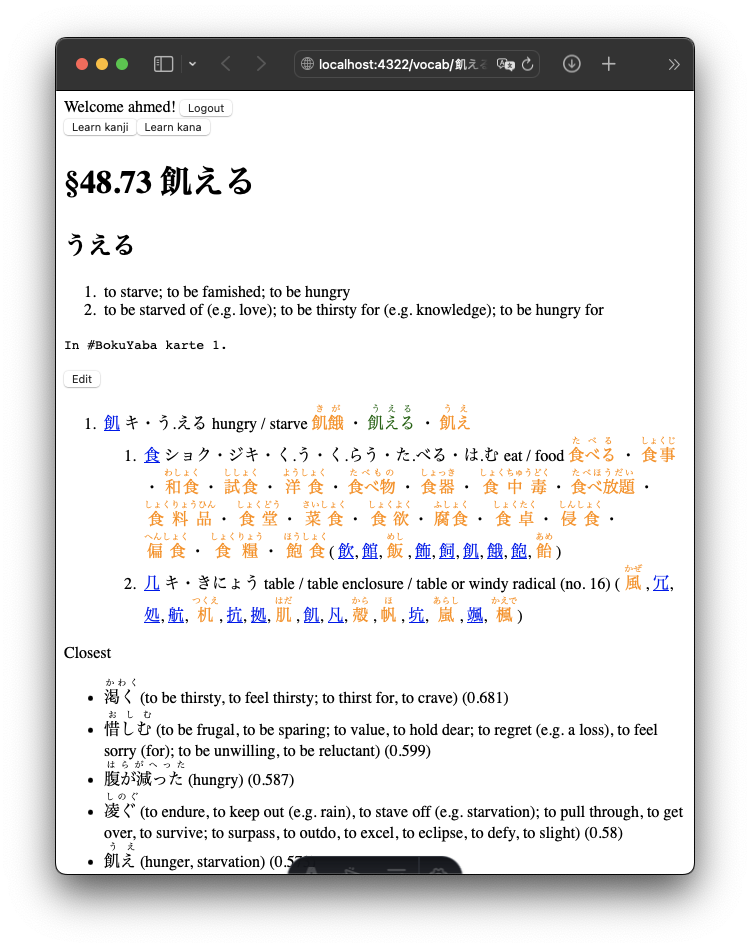 localhost:4322/vocab/飢え
Welcome ahmed! Logout
Learn kanji Learn kana
§48.73 飢える
うえる
1. to starve; to be famished; to be hungry
2. to be starved of (e.g. love); to be thirsty for (e.g. knowledge); to be hungry for
In #BokuYaba karte 1.
Edit
きが うえる うえ
1. 飢 キ・う.える hungry / starve 飢餓 ・ 飢える ・ 飢え
たべる しょくじ
1. 食 ショク・ジキ・く.う・く.らう・た.べる・は.む eat / food 食べる ・ 食事
わしょく ししょく ようしょく たべもの しょっき しょくちゅうどく たべほうだい
・ 和食 ・ 試食 ・ 洋食 ・ 食べ物 ・ 食器 ・ 食中毒 ・ 食べ放題 ・
しょくりょうひん しょくどう さいしょく しょくよく ふしょく しょくたく しんしょく
食料品 ・ 食堂 ・ 菜食 ・ 食欲 ・ 腐食 ・ 食卓 ・ 侵食 ・
へんしょく しょくりょう ほうしょく めし あめ
偏食 ・ 食糧 ・ 飽食 ( 飲, 館, 飯, 飾, 飼, 飢, 餓, 飽, 飴 )
かぜ
2. 几 キ・きにょう table / table enclosure / table or windy radical (no. 16) ( 風, 冗,
つくえ はだ から ほ あらし かえで
処, 航, 机, 抗, 拠, 肌, 飢, 凡, 殻, 帆, 坑, 嵐, 颯, 楓 )
Closest
かわく
• 渇く (to be thirsty, to feel thirsty; to thirst for, to crave) (0.681)
おしむ
• 惜しむ (to be frugal, to be sparing; to value, to hold dear; to regret (e.g. a loss), to feel
sorry (for); to be unwilling, to be reluctant) (0.599)
はらがへった
• 腹が減った (hungry) (0.587)
しのぐ
• 凌ぐ (to endure, to keep out (e.g. rain), to stave off (e.g. starvation); to pull through, to get
over, to survive; to surpass, to outdo, to excel, to eclipse, to defy, to slight) (0.58)
うえ
• 飢え (hunger, starvation)